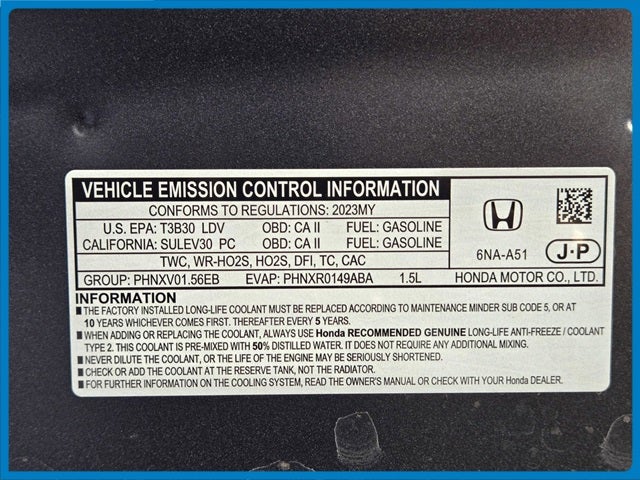 VEHICLE EMISSION CONTROL INFORMATION
CONFORMS TO REGULATIONS: 2023MY
U.S. EPA: T3B30 LDV OBD: CA II FUEL: GASOLINE
CALIFORNIA: SULEV30 PC OBD: CA II FUEL: GASOLINE
TWC, WR-HO2S, HO2S, DFI, TC, CAC
GROUP: PHNXV01.56EB EVAP: PHNXR0149ABA 1.5L
6NA-A51 J-P
HONDA MOTOR CO., LTD.
INFORMATION
■ THE FACTORY INSTALLED LONG-LIFE COOLANT MUST BE REPLACED ACCORDING TO MAINTENANCE MINDER SUB CODE 5, OR AT
10 YEARS WHICHEVER COMES FIRST. THEREAFTER EVERY 5 YEARS.
■ WHEN ADDING OR REPLACING THE COOLANT, ALWAYS USE Honda RECOMMENDED GENUINE LONG-LIFE ANTI-FREEZE / COOLANT
TYPE 2. THIS COOLANT IS PRE-MIXED WITH 50% DISTILLED WATER. IT DOES NOT REQUIRE ANY ADDITIONAL MIXING.
■ NEVER DILUTE THE COOLANT, OR THE LIFE OF THE ENGINE MAY BE SERIOUSLY SHORTENED.
■ CHECK OR ADD THE COOLANT AT THE RESERVE TANK, NOT THE RADIATOR.
■ FOR FURTHER INFORMATION ON THE COOLING SYSTEM, READ THE OWNER'S MANUAL OR CHECK WITH YOUR Honda DEALER.